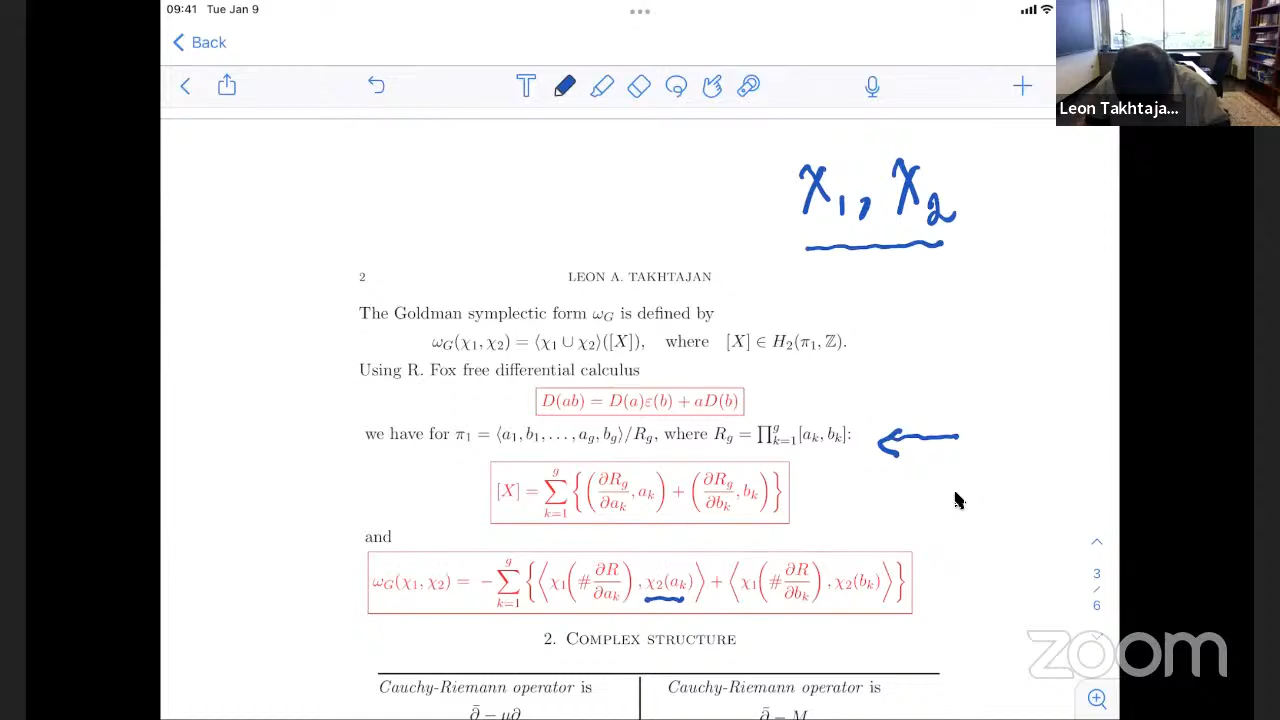 09:41 Tue Jan 9
Back
Leon Takhtaja...
χ₁, χ₂
2 LEON A. TAKHTAJAN
The Goldman symplectic form ω_G is defined by
ω_G(χ₁, χ₂) = ⟨χ₁ ∪ χ₂⟩([X]), where [X] ∈ H₂(π₁, ℤ).
Using R. Fox free differential calculus
D(ab) = D(a)ε(b) + aD(b)
we have for π₁ = ⟨a₁, b₁, . . . , a_g, b_g⟩/R_g, where R_g = ∏_{k=1}^{g}[a_k, b_k]:
[X] = ∑_{k=1}^{g} {(∂R_g/∂a_k, a_k) + (∂R_g/∂b_k, b_k)}
and
ω_G(χ₁, χ₂) = −∑_{k=1}^{g} {⟨χ₁(#∂R/∂a_k), χ₂(a_k)⟩ + ⟨χ₁(#∂R/∂b_k), χ₂(b_k)⟩}
3
/
6
2. COMPLEX STRUCTURE
zoom
Cauchy-Riemann operator is Cauchy-Riemann operator is
∂̄ − μ∂ ∂̄ − M